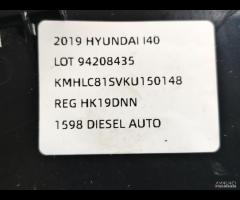 2019 HYUNDAI I40
LOT 94208435
KMHLC81SVKU150148
REG HK19DNN
1598 DIESEL AUTO